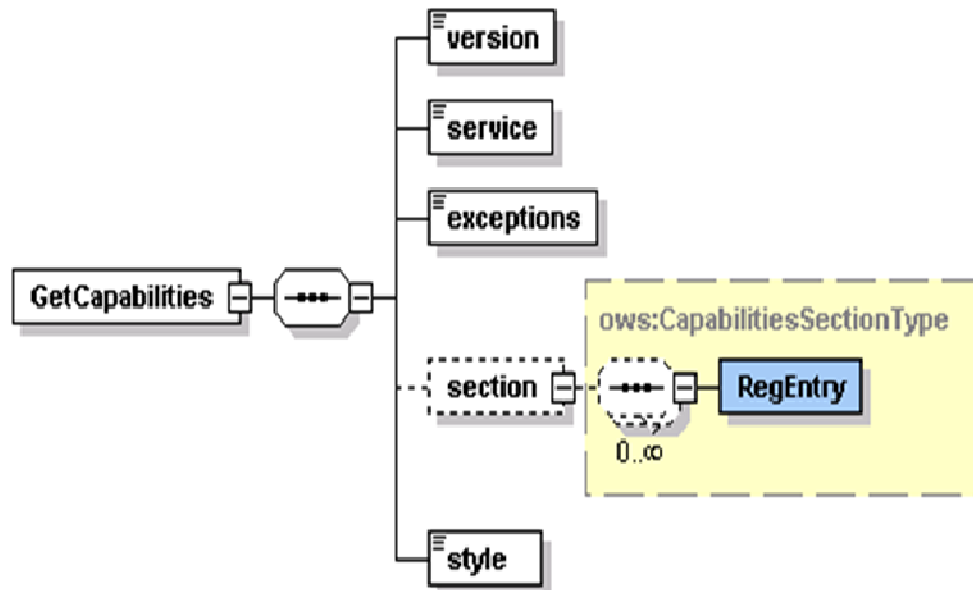 version
service
exceptions
GetCapabilities
ows:CapabilitiesSectionType
section
RegEntry
0..∞
style